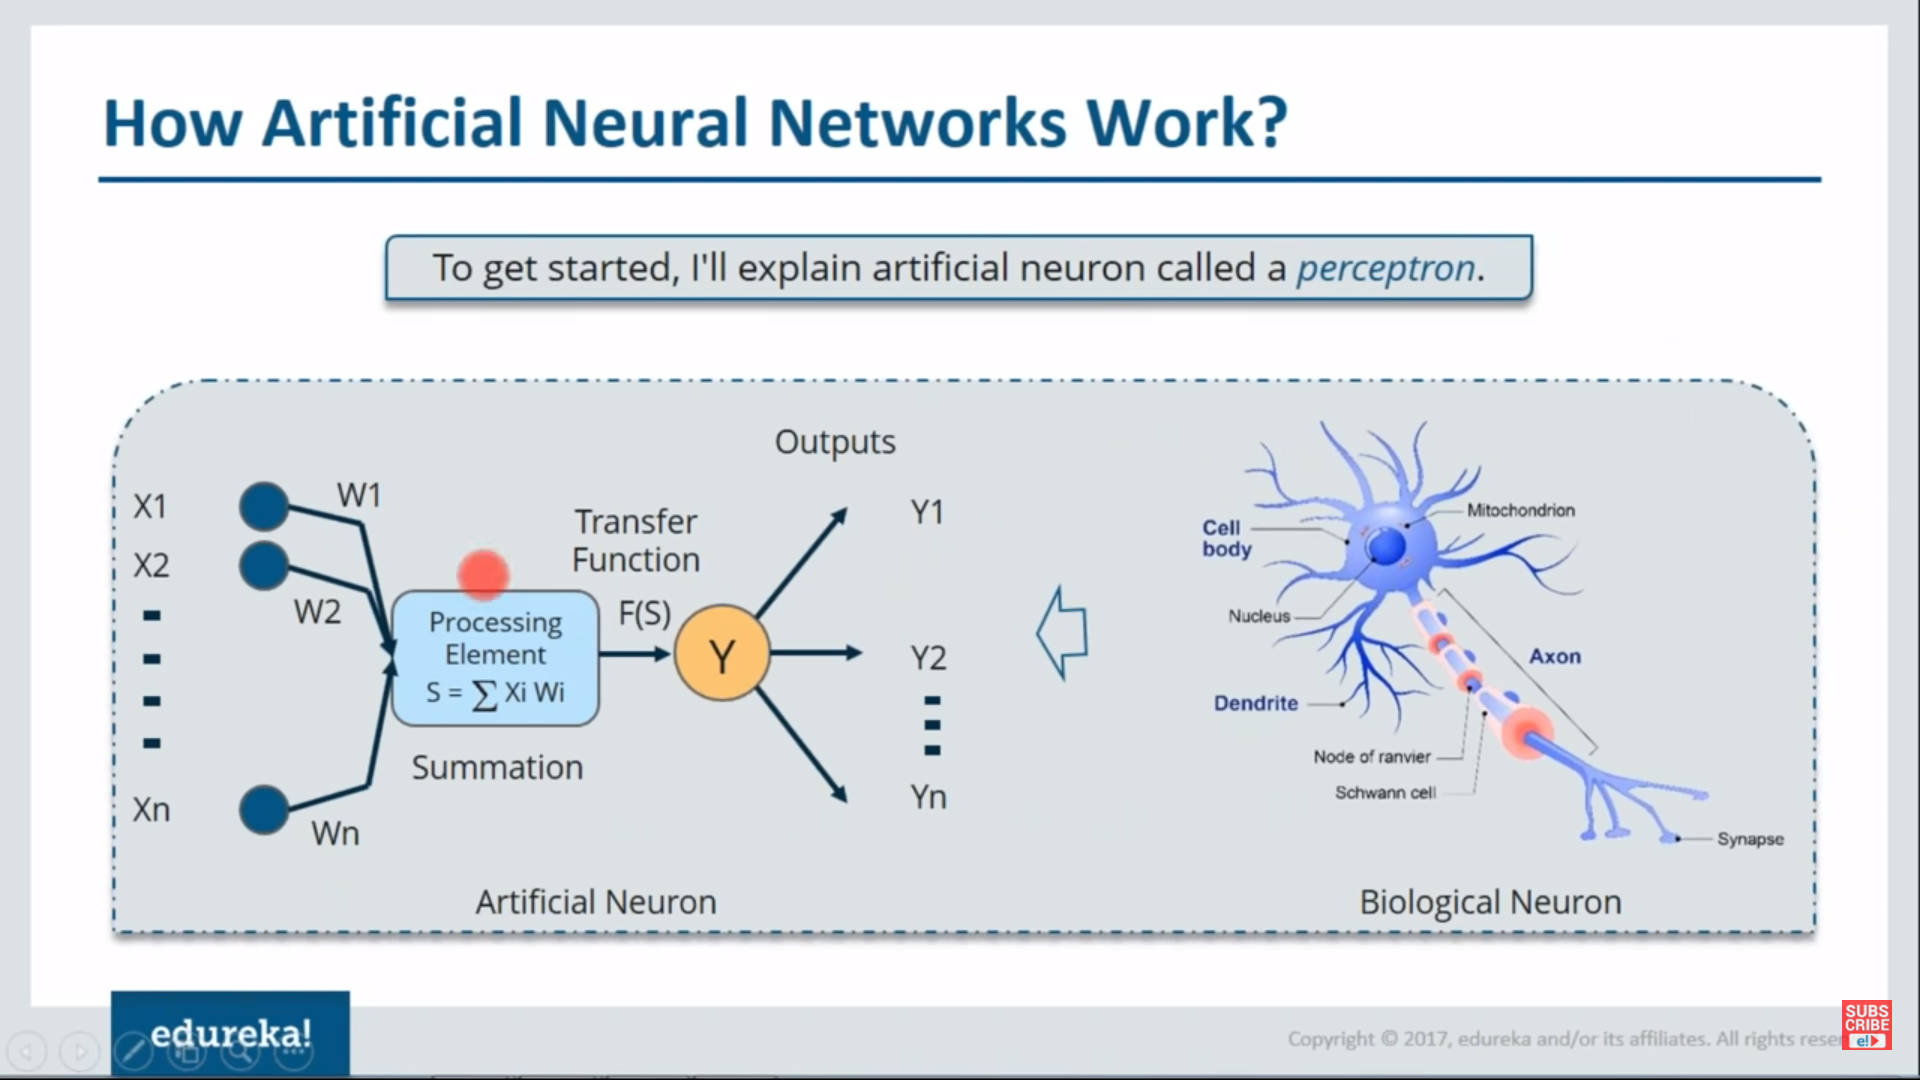 How Artificial Neural Networks Work?
To get started, I'll explain artificial neuron called a perceptron.
Outputs
X1
W1
Y1
X2
W2
Transfer
Function
F(S)
Processing
Element
S = ∑ Xi Wi
Y
Y2
Summation
Xn
Wn
Yn
Artificial Neuron
Cell
body
Mitochondrion
Nucleus
Axon
Dendrite
Node of ranvier
Schwann cell
Synapse
Biological Neuron
edureka!
Copyright © 2017, edureka and/or its affiliates. All rights
SUBS
CRIBE
e!